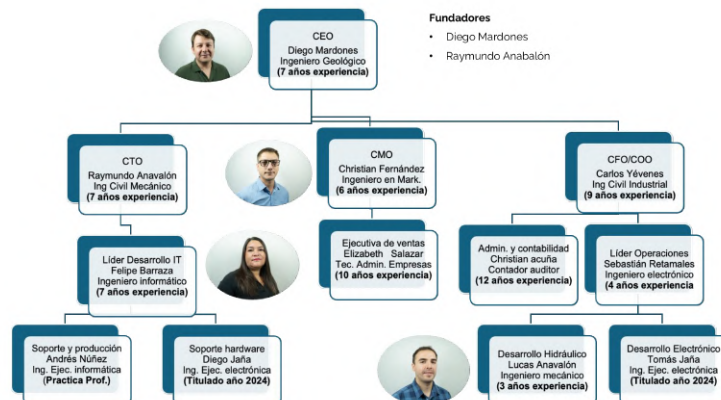 CEO
Diego Mardones
Ingeniero Geológico
(7 años experiencia)
Fundadores
• Diego Mardones
• Raymundo Anabalón
CTO
Raymundo Anavalón
Ing Civil Mecánico
(7 años experiencia)
CMO
Christian Fernández
Ingeniero en Mark.
(6 años experiencia)
CFO/COO
Carlos Yévenes
Ing Civil Industrial
(9 años experiencia)
Líder Desarrollo IT
Felipe Barraza
Ingeniero informático
(7 años experiencia)
Ejecutiva de ventas
Elizabeth Salazar
Tec. Admin. Empresas
(10 años experiencia)
Admin. y contabilidad
Christian acuña
Contador auditor
(12 años experiencia)
Líder Operaciones
Sebastián Retamales
Ingeniero electrónico
(4 años experiencia
Soporte y producción
Andrés Núñez
Ing. Ejec. informática
(Practica Prof.)
Soporte hardware
Diego Jaña
Ing. Ejec. electrónica
(Titulado año 2024)
Desarrollo Hidráulico
Lucas Anavalón
Ingeniero mecánico
(3 años experiencia)
Desarrollo Electrónico
Tomás Jaña
Ing. Ejec. electrónica
(Titulado año 2024)